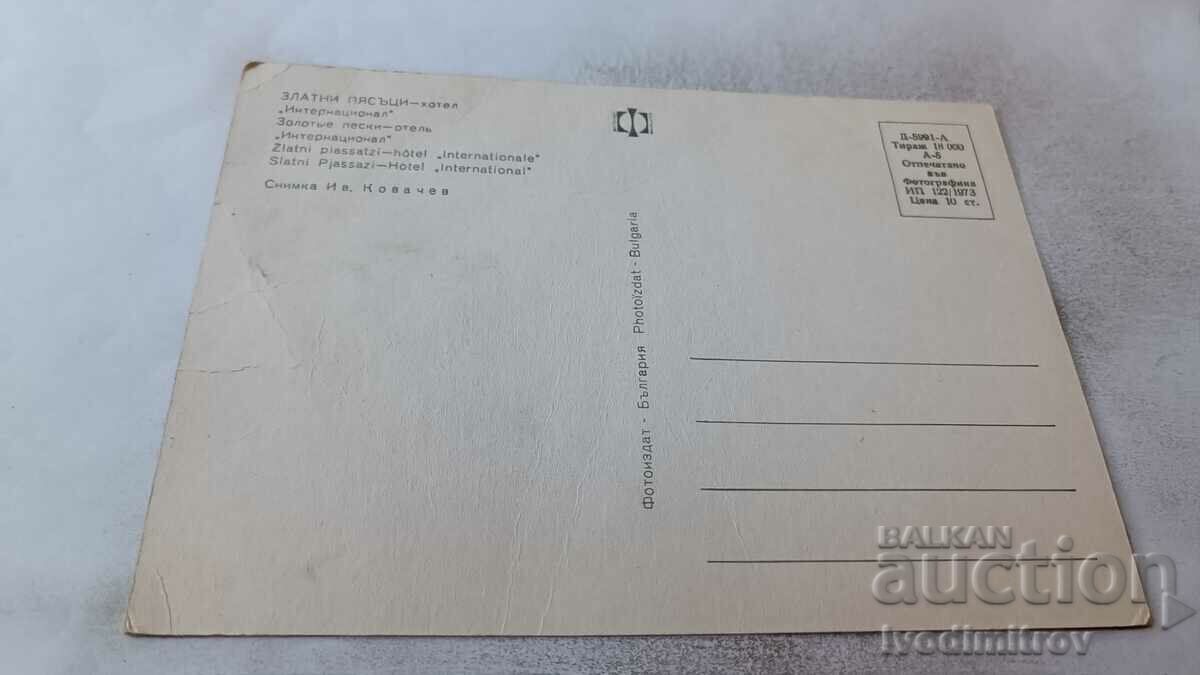 ЗЛАТНИ ПЯСЪЦИ—хотел
„Интернационал"
Золотые пески—отель
„Интернационал"
Zlatni piassatzi—hôtel „Internationale"
Slatni Pjassazi—Hotel „International"
Снимка Ив. Ковачев
Фотоиздат - България Photoïzdat - Bulgaria
Д-5991-А
Тираж 18 000
А-5
Отпечатано
във
Фотографика
ИП 122/1973
Цена 10 ст.
BALKAN
auction
Ivodimitrov